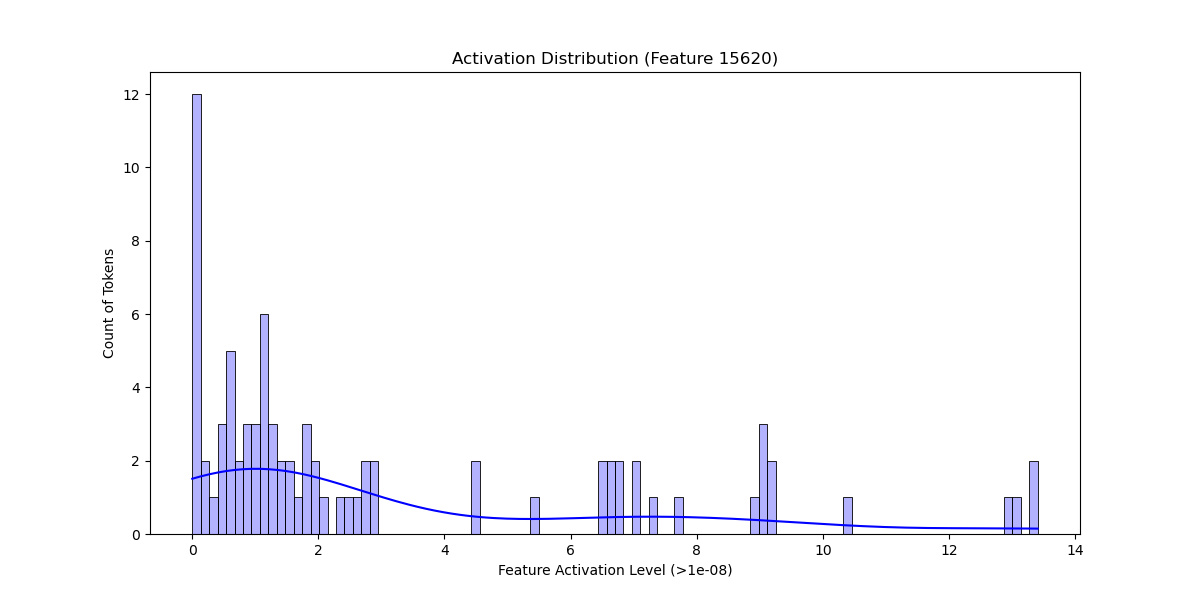 Activation Distribution (Feature 15620)
12
10
8
6
4
2
0
Count of Tokens
0 2 4 6 8 10 12 14
Feature Activation Level (>1e-08)